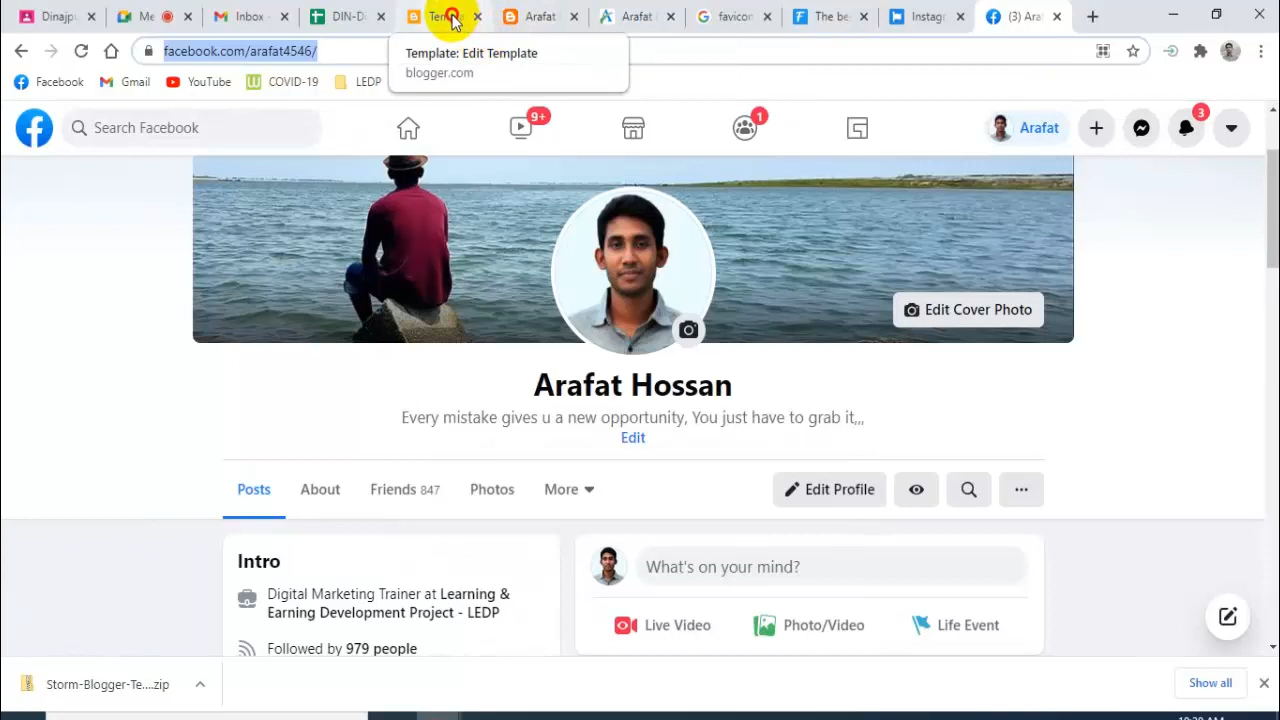 Dinaju
Me
Inbox
DIN-D
Temp
Arafat
Arafat
favicon
The be
Instag
(3) Ara
facebook.com/arafat4546/
Template: Edit Template
blogger.com
Facebook
Gmail
YouTube
COVID-19
LEDP
Search Facebook
9+
1
Arafat
3
Edit Cover Photo
Arafat Hossan
Every mistake gives u a new opportunity, You just have to grab it,,,
Edit
Posts
About
Friends 847
Photos
More
Edit Profile
Intro
What's on your mind?
Digital Marketing Trainer at Learning &
Earning Development Project - LEDP
Live Video
Photo/Video
Life Event
Followed by 979 people
Storm-Blogger-Te....zip
Show all